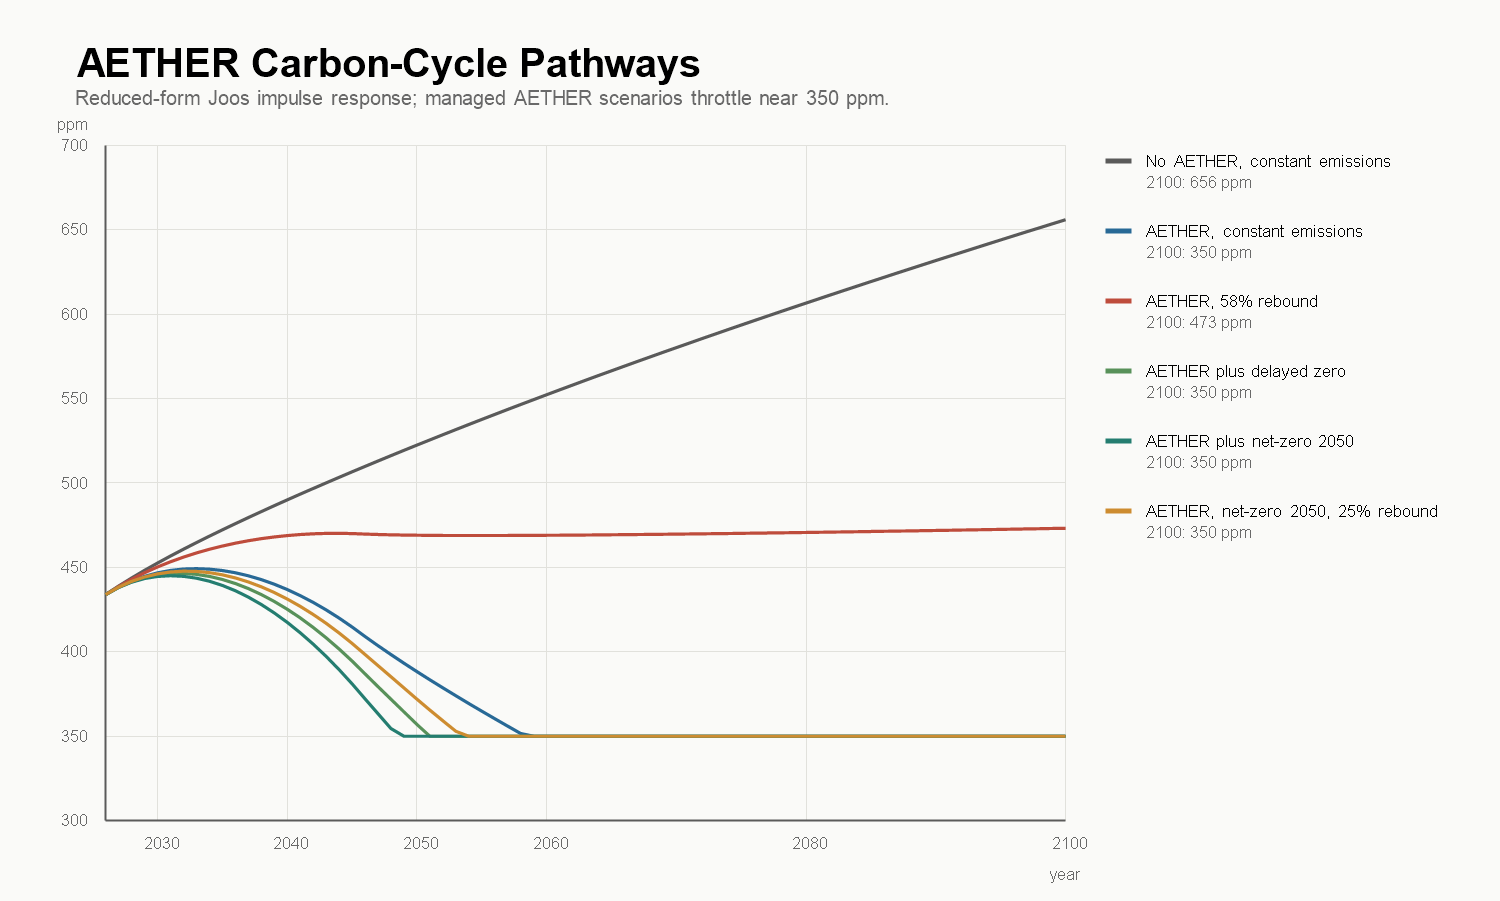 AETHER Carbon-Cycle Pathways
Reduced-form Joos impulse response; managed AETHER scenarios throttle near 350 ppm.
ppm
700
650
600
550
500
450
400
350
300
2030 2040 2050 2060 2080 2100
year
No AETHER, constant emissions
2100: 656 ppm
AETHER, constant emissions
2100: 350 ppm
AETHER, 58% rebound
2100: 473 ppm
AETHER plus delayed zero
2100: 350 ppm
AETHER plus net-zero 2050
2100: 350 ppm
AETHER, net-zero 2050, 25% rebound
2100: 350 ppm